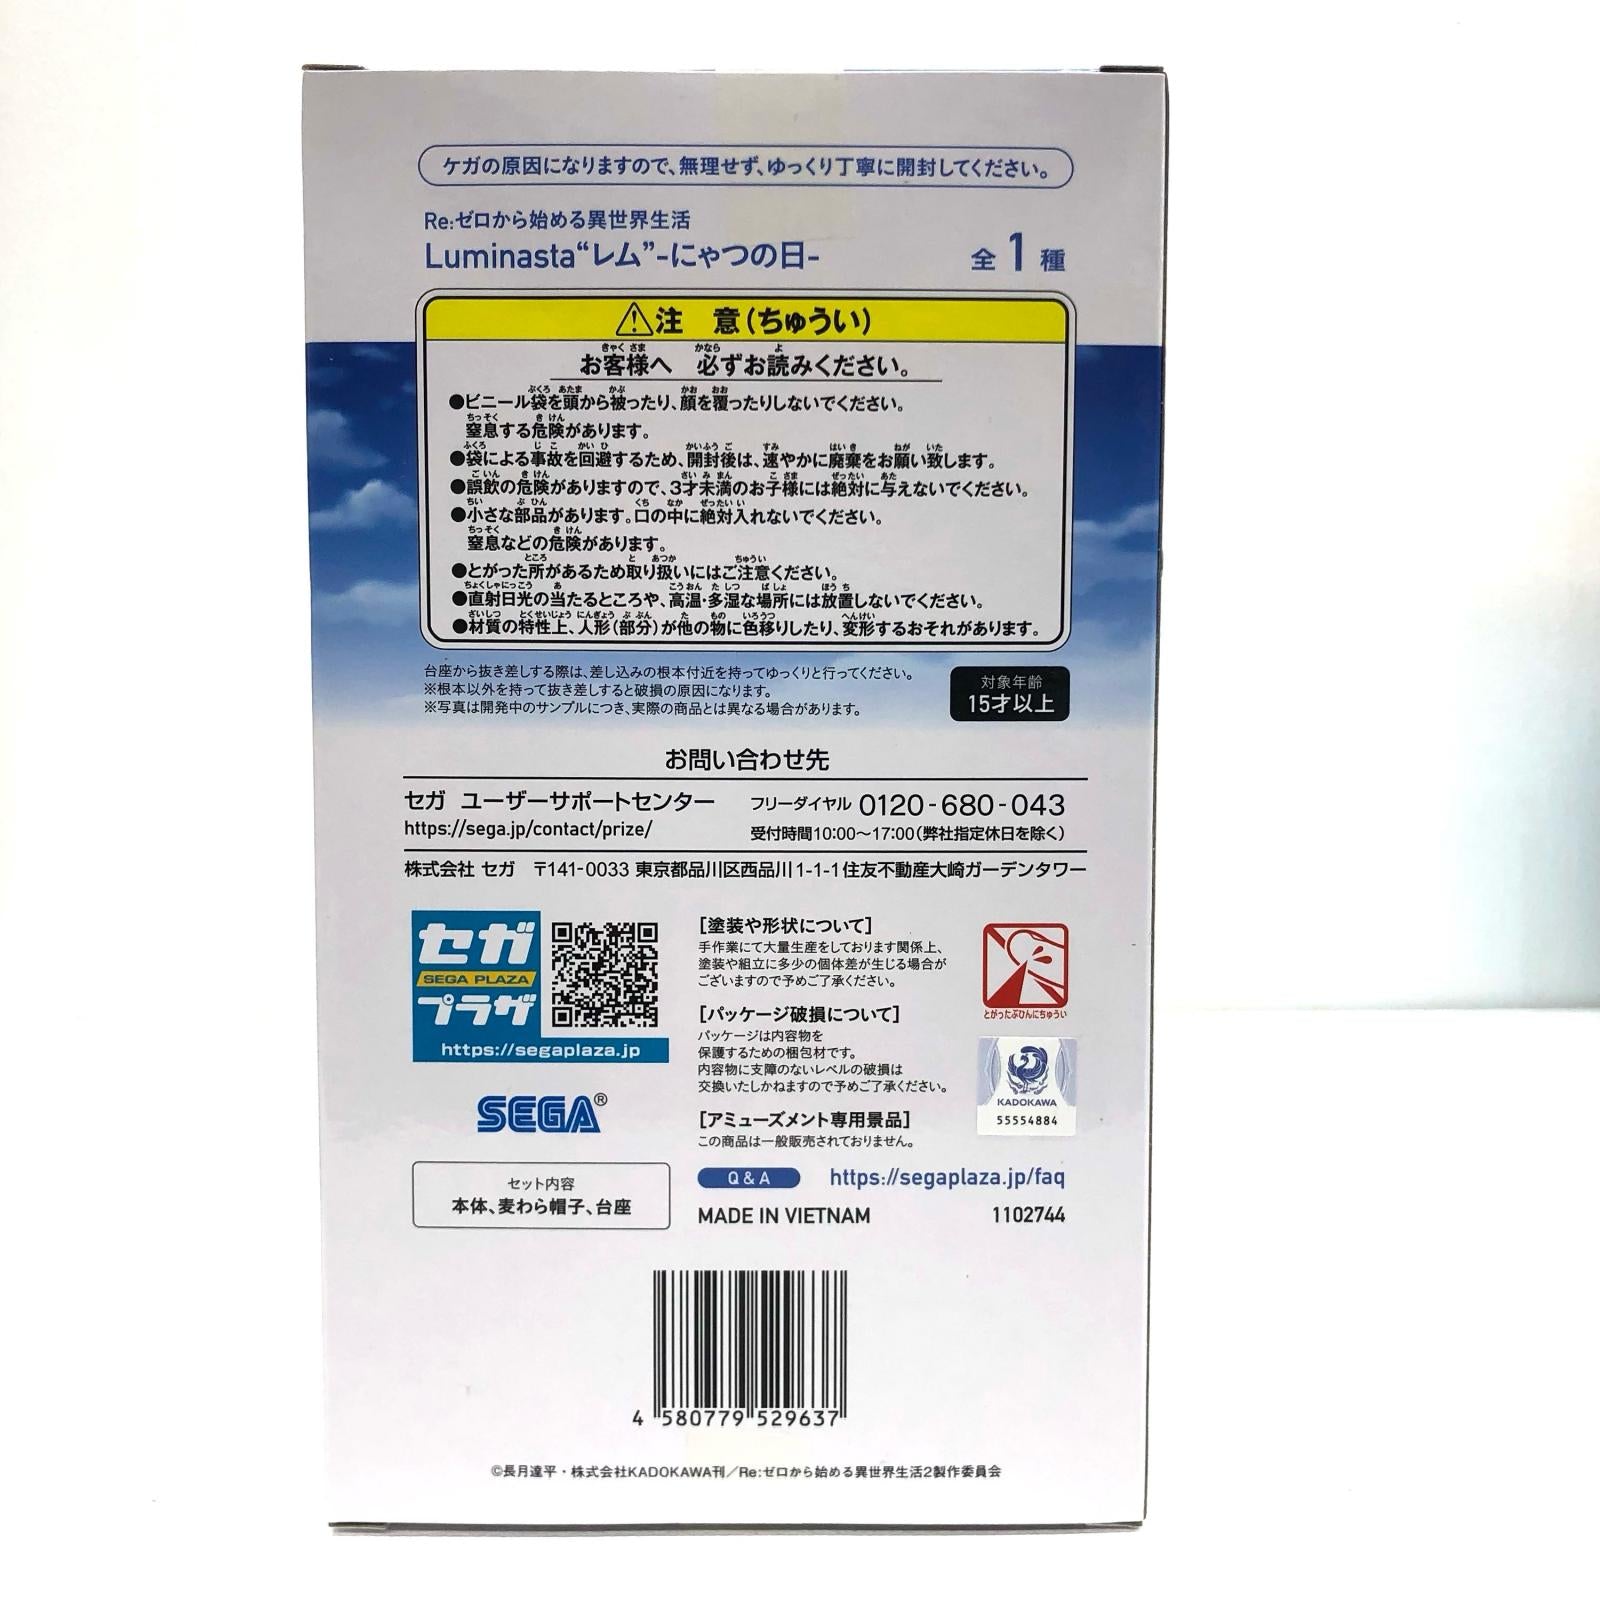 ケガの原因になりますので、無理せず、ゆっくり丁寧に開封してください。
Re:ゼロから始める異世界生活
Luminasta“レム”-にゃつの日-
全1種
注 意(ちゅうい)
お客様へ 必ずお読みください。
●ビニール袋を頭から被ったり、顔を覆ったりしないでください。
窒息する危険があります。
●袋による事故を回避するため、開封後は、速やかに廃棄をお願い致します。
●誤飲の危険がありますので、3才未満のお子様には絶対に与えないでください。
●小さな部品があります。口の中に絶対入れないでください。
窒息などの危険があります。
●とがった所があるため取り扱いにはご注意ください。
●直射日光の当たるところや、高温・多湿な場所には放置しないでください。
●材質の特性上、人形(部分)が他の物に色移りしたり、変形するおそれがあります。
台座から抜き差しする際は、差し込みの根本付近を持ってゆっくりと行ってください。
※根本以外を持って抜き差しすると破損の原因になります。
※写真は開発中のサンプルにつき、実際の商品とは異なる場合があります。
対象年齢
15才以上
お問い合わせ先
セガ ユーザーサポートセンター
https://sega.jp/contact/prize/
フリーダイヤル 0120-680-043
受付時間10:00～17:00(弊社指定休日を除く)
株式会社 セガ 〒141-0033 東京都品川区西品川1-1-1住友不動産大崎ガーデンタワー
セガ
SEGA PLAZA
プラザ
https://segaplaza.jp
SEGA®
セット内容
本体、麦わら帽子、台座
[塗装や形状について]
手作業にて大量生産をしております関係上、
塗装や組立に多少の個体差が生じる場合が
ございますので予めご了承ください。
[パッケージ破損について]
パッケージは内容物を
保護するための梱包材です。
内容物に支障のないレベルの破損は
交換いたしかねますので予めご了承ください。
[アミューズメント専用景品]
この商品は一般販売されておりません。
とがったぶひんにちゅうい
KADOKAWA
55554884
Q & A https://segaplaza.jp/faq
MADE IN VIETNAM 1102744
4 580779 529637
©長月達平・株式会社KADOKAWA刊／Re:ゼロから始める異世界生活2製作委員会